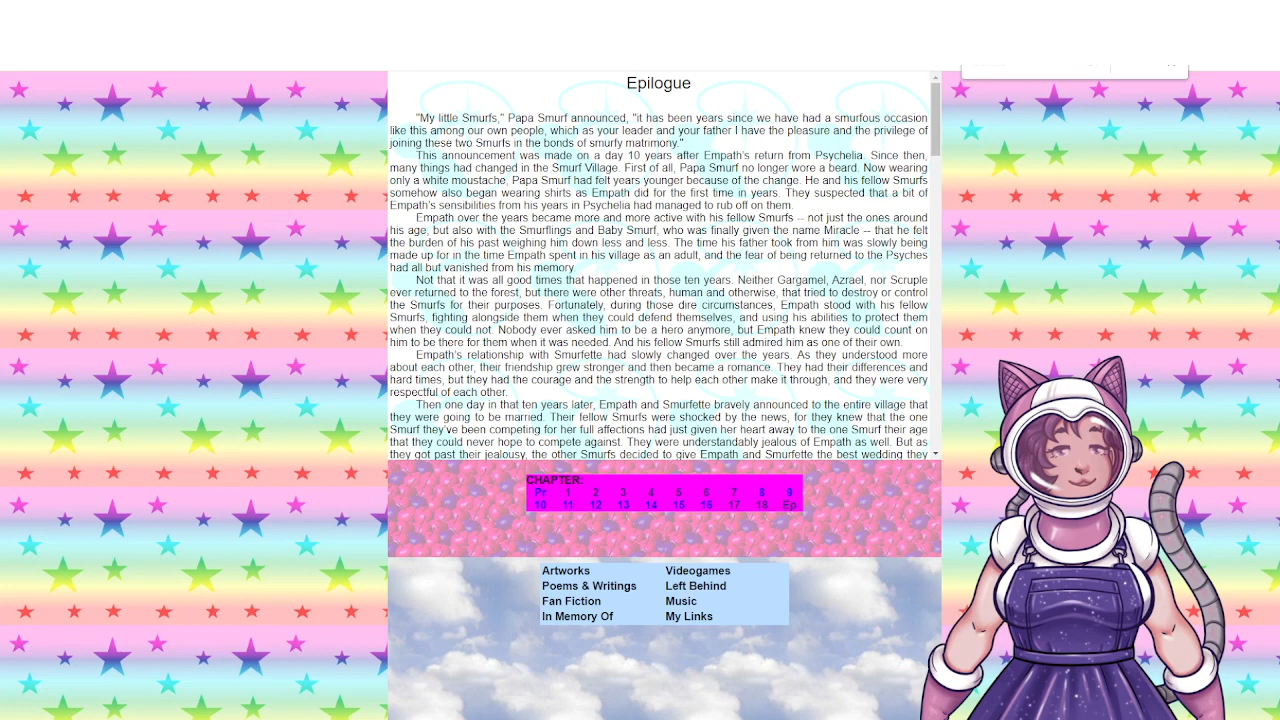 Epilogue
"My little Smurfs," Papa Smurf announced, "it has been years since we have had a smurfous occasion
like this among our own people, which as your leader and your father I have the pleasure and the privilege of
joining these two Smurfs in the bonds of smurfy matrimony."
This announcement was made on a day 10 years after Empath's return from Psychelia. Since then,
many things had changed in the Smurf Village. First of all, Papa Smurf no longer wore a beard. Now wearing
only a white moustache, Papa Smurf had felt years younger because of the change. He and his fellow Smurfs
somehow also began wearing shirts as Empath did for the first time in years. They suspected that a bit of
Empath's sensibilities from his years in Psychelia had managed to rub off on them.
Empath over the years became more and more active with his fellow Smurfs -- not just the ones around
his age, but also with the Smurflings and Baby Smurf, who was finally given the name Miracle -- that he felt
the burden of his past weighing him down less and less. The time his father took from him was slowly being
made up for in the time Empath spent in his village as an adult, and the fear of being returned to the Psyches
had all but vanished from his memory.
Not that it was all good times that happened in those ten years. Neither Gargamel, Azrael, nor Scruple
ever returned to the forest, but there were other threats, human and otherwise, that tried to destroy or control
the Smurfs for their purposes. Fortunately, during those dire circumstances, Empath stood with his fellow
Smurfs, fighting alongside them when they could defend themselves, and using his abilities to protect them
when they could not. Nobody ever asked him to be a hero anymore, but Empath knew they could count on
him to be there for them when it was needed. And his fellow Smurfs still admired him as one of their own.
Empath's relationship with Smurfette had slowly changed over the years. As they understood more
about each other, their friendship grew stronger and then became a romance. They had their differences and
hard times, but they had the courage and the strength to help each other make it through, and they were very
respectful of each other.
Then one day in that ten years later, Empath and Smurfette bravely announced to the entire village that
they were going to be married. Their fellow Smurfs were shocked by the news, for they knew that the one
Smurf they've been competing for her full affections had just given her heart away to the one Smurf their age
that they could never hope to compete against. They were understandably jealous of Empath as well. But as
they got past their jealousy, the other Smurfs decided to give Empath and Smurfette the best wedding they
CHAPTER:
Pr 1 2 3 4 5 6 7 8 9
10 11 12 13 14 15 16 17 18 Ep
Artworks Videogames
Poems & Writings Left Behind
Fan Fiction Music
In Memory Of My Links